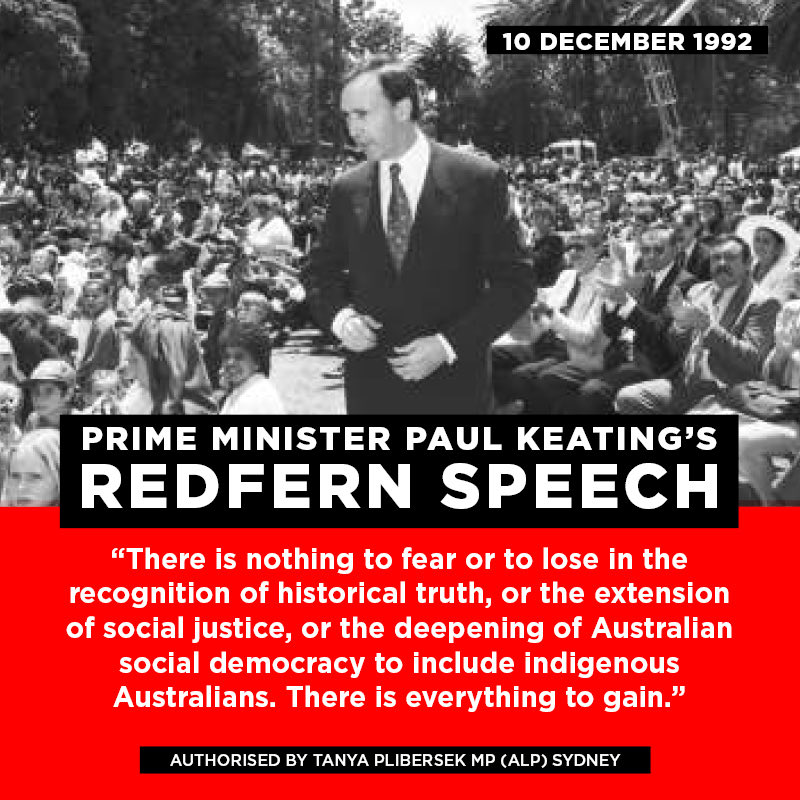 10 DECEMBER 1992
PRIME MINISTER PAUL KEATING'S
REDFERN SPEECH
“There is nothing to fear or to lose in the
recognition of historical truth, or the extension
of social justice, or the deepening of Australian
social democracy to include indigenous
Australians. There is everything to gain.”
AUTHORISED BY TANYA PLIBERSEK MP (ALP) SYDNEY